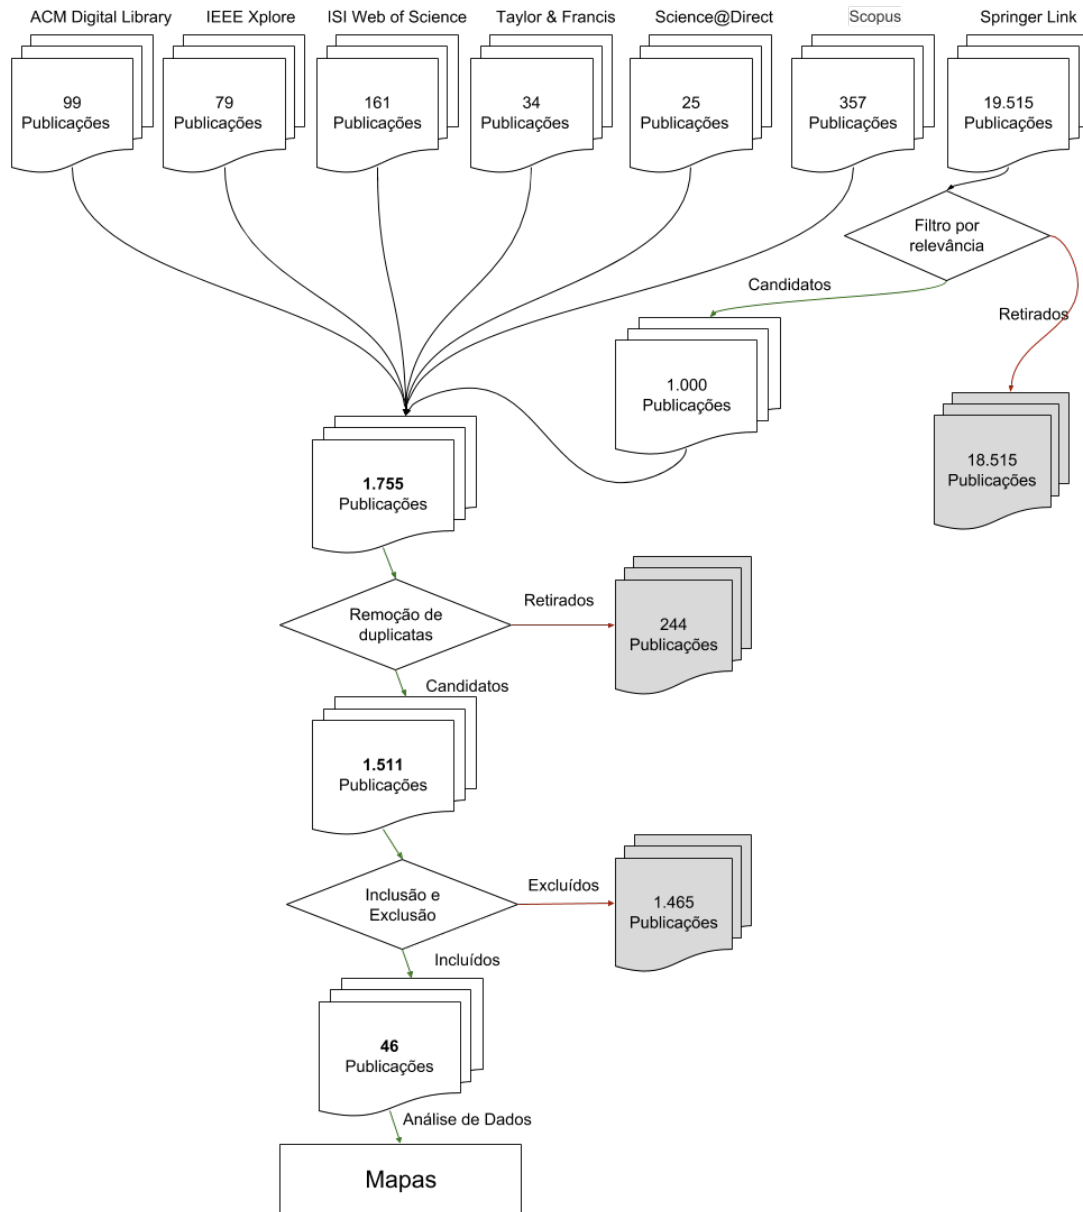 ACM Digital Library
IEEE Xplore
ISI Web of Science
Taylor & Francis
Science@Direct
Scopus
Springer Link
99
Publicações
79
Publicações
161
Publicações
34
Publicações
25
Publicações
357
Publicações
19.515
Publicações
Filtro por
relevância
Candidatos
Retirados
1.000
Publicações
18.515
Publicações
1.755
Publicações
Remoção de
duplicatas
Retirados
244
Publicações
Candidatos
1.511
Publicações
Inclusão e
Exclusão
Excluídos
1.465
Publicações
Incluídos
46
Publicações
Análise de Dados
Mapas